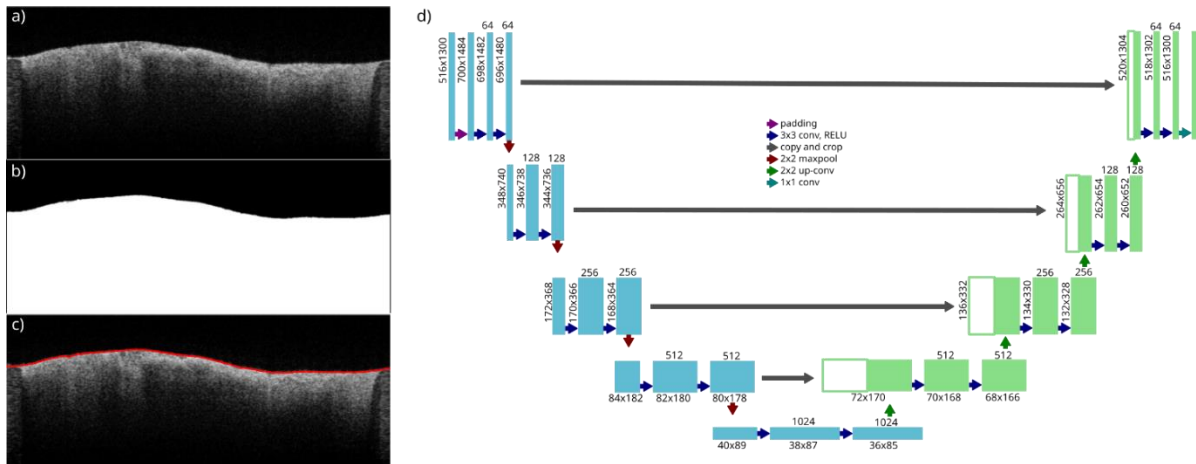 a)
b)
c)
d)
516x1300
700x1484
698x1482
64
696x1480
64
348x740
346x738
128
344x736
128
172x368
170x366
256
168x364
256
84x182
82x180
512
80x178
512
40x89
38x87
1024
36x85
1024
72x170
70x168
512
68x166
512
136x332
134x330
256
132x328
256
264x656
262x654
128
260x652
128
520x1304
518x1302
64
516x1300
64
padding
3x3 conv, RELU
copy and crop
2x2 maxpool
2x2 up-conv
1x1 conv